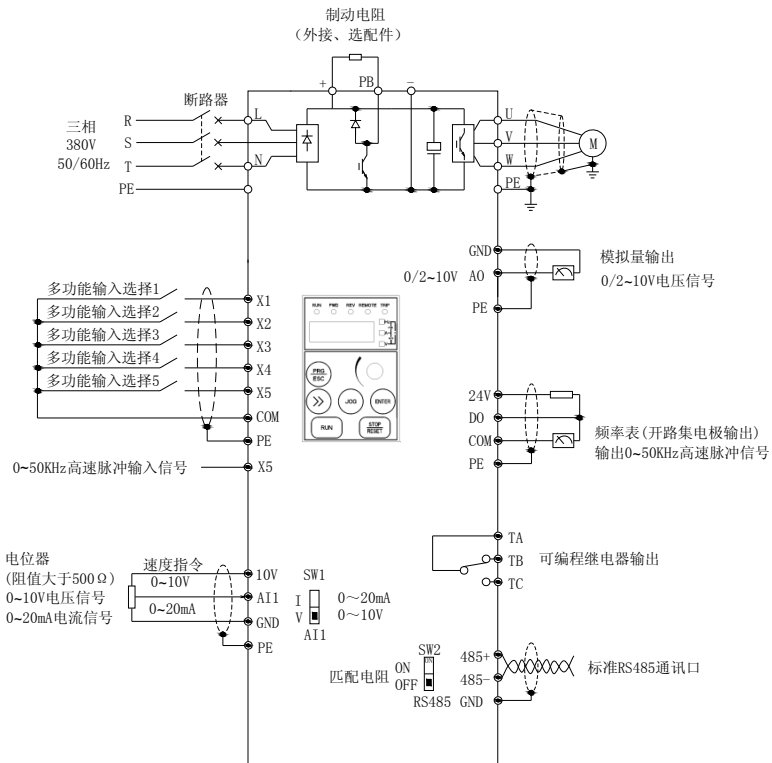 制动电阻
（外接、选配件）
+ PB −
断路器
三相
380V
50/60Hz
R
S
T
PE
L
N
U
V
W
PE
M
GND
0/2~10V AO
PE
模拟量输出
0/2~10V电压信号
多功能输入选择1
多功能输入选择2
多功能输入选择3
多功能输入选择4
多功能输入选择5
X1
X2
X3
X4
X5
COM
PE
0~50KHz高速脉冲输入信号
X5
RUN FWD REV REMOTE TRIP
PRG
ESC
JOG
ENTER
RUN
STOP
RESET
24V
DO
COM
PE
频率表(开路集电极输出)
输出0~50KHz高速脉冲信号
TA
TB
TC
可编程继电器输出
电位器
(阻值大于500Ω)
0~10V电压信号
0~20mA电流信号
速度指令
0~10V
0~20mA
10V
AI1
GND
PE
SW1
I
V
0～20mA
0～10V
AI1
SW2
匹配电阻
ON
OFF
ON
RS485
485+
485−
GND
标准RS485通讯口